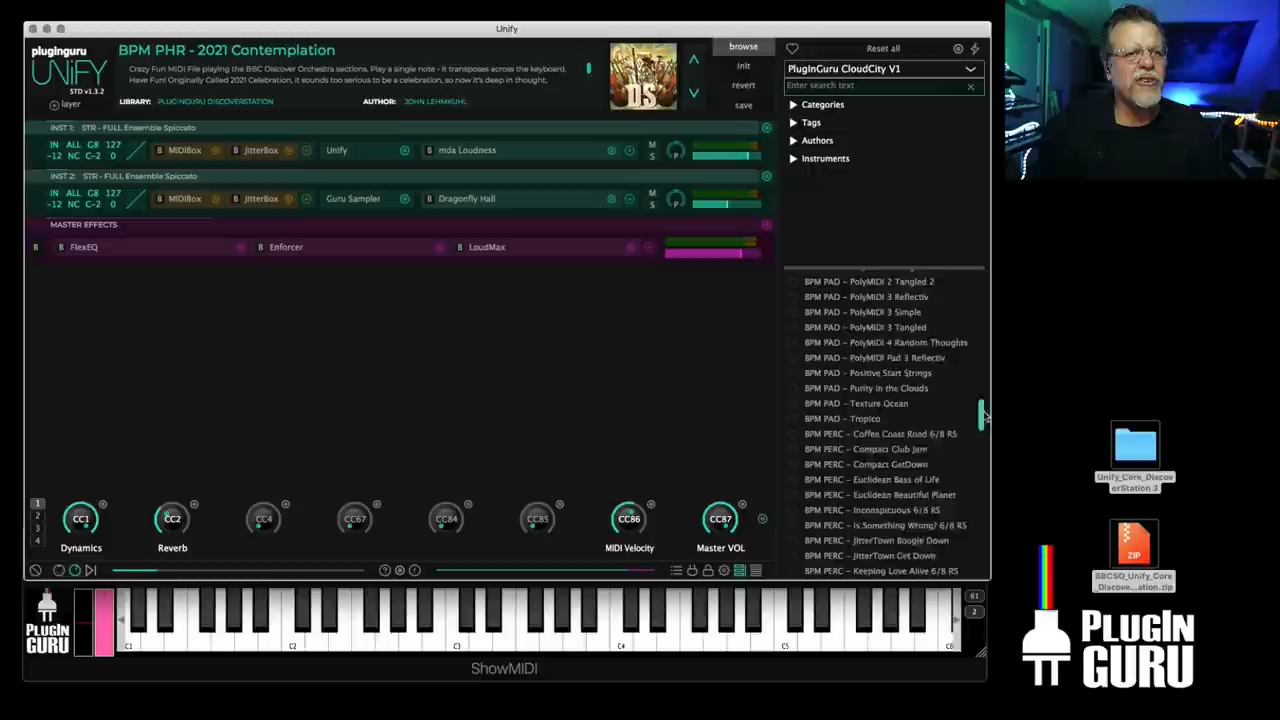 Unify
pluginguru
UNIFY
STD v1.3.2
layer
BPM PHR - 2021 Contemplation
Crazy Fun MIDI File playing the BBC Discover Orchestra sections. Play a single note - it transposes across the keyboard.
Have Fun! Originally Called 2021 Celebration, it sounds too serious to be a celebration, so now it's deep in thought,
LIBRARY: PLUGINGURU DISCOVERSTATION AUTHOR: JOHN LEHMKUHL
DS
browse
init
revert
save
Reset all
PlugInGuru CloudCity V1
Enter search text
Categories
Tags
Authors
Instruments
INST 1: STR - FULL Ensemble Spiccato
IN ALL G8 127
-12 NC C-2 0
MIDIBox
JitterBox
Unify
B mda Loudness
M
S
P
INST 2: STR - FULL Ensemble Spiccato
IN ALL G8 127
-12 NC C-2 0
MIDIBox
JitterBox
Guru Sampler
B Dragonfly Hall
M
S
P
MASTER EFFECTS
B B FlexEQ B Enforcer B LoudMax
BPM PAD - PolyMIDI 2 Tangled 2
BPM PAD - PolyMIDI 3 Reflectiv
BPM PAD - PolyMIDI 3 Simple
BPM PAD - PolyMIDI 3 Tangled
BPM PAD - PolyMIDI 4 Random Thoughts
BPM PAD - PolyMIDI Pad 3 Reflectiv
BPM PAD - Positive Start Strings
BPM PAD - Purity in the Clouds
BPM PAD - Texture Ocean
BPM PAD - Tropico
BPM PERC - Coffee Coast Road 6/8 RS
BPM PERC - Compact Club Jam
BPM PERC - Compact GetDown
BPM PERC - Euclidean Bass of Life
BPM PERC - Euclidean Beautiful Planet
BPM PERC - Inconspicuous 6/8 RS
BPM PERC - Is Something Wrong? 6/8 RS
BPM PERC - JitterTown Boogie Down
BPM PERC - JitterTown Get Down
BPM PERC - Keeping Love Alive 6/8 RS
1
2
3
4
CC1 CC2 CC4 CC67 CC84 CC85 CC86 CC87
Dynamics Reverb MIDI Velocity Master VOL
PLUGIN
GURU
C1 C2 C3 C4 C5 C6
61
2
ShowMIDI
Unify_Core_Discov
erStation 3
ZIP
BBCSO_Unify_Core
_Discove...ation.zip
PLUGIN
GURU